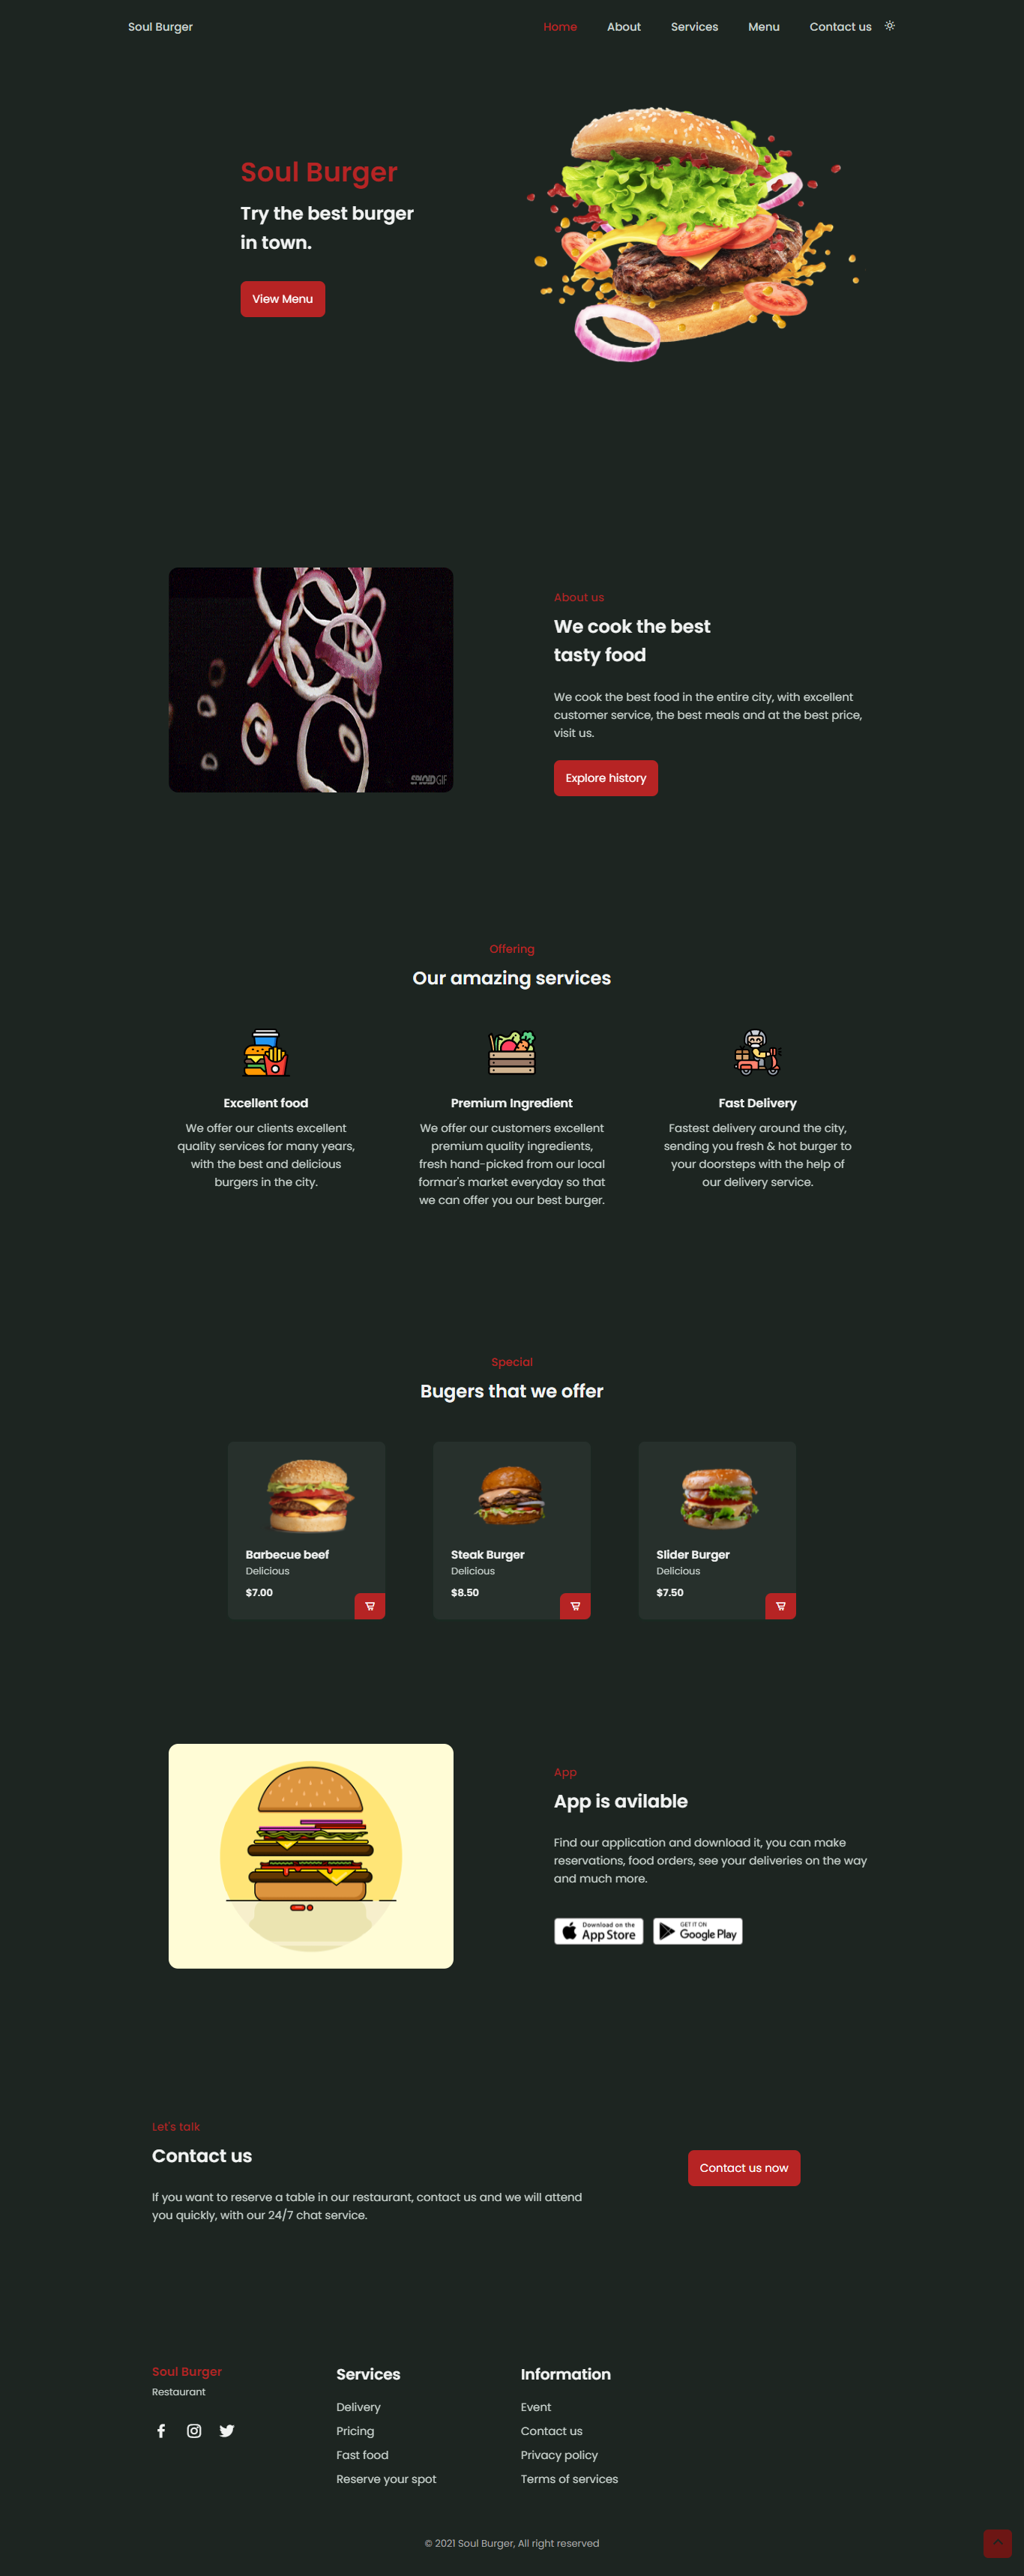 Soul Burger
Home
About
Services
Menu
Contact us
Soul Burger
Try the best burger
in town.
View Menu
SPLOID GIF
About us
We cook the best
tasty food
We cook the best food in the entire city, with excellent
customer service, the best meals and at the best price,
visit us.
Explore history
Offering
Our amazing services
Excellent food
We offer our clients excellent
quality services for many years,
with the best and delicious
burgers in the city.
Premium Ingredient
We offer our customers excellent
premium quality ingredients,
fresh hand-picked from our local
formar's market everyday so that
we can offer you our best burger.
Fast Delivery
Fastest delivery around the city,
sending you fresh & hot burger to
your doorsteps with the help of
our delivery service.
Special
Bugers that we offer
Barbecue beef
Delicious
$7.00
Steak Burger
Delicious
$8.50
Slider Burger
Delicious
$7.50
App
App is avilable
Find our application and download it, you can make
reservations, food orders, see your deliveries on the way
and much more.
Download on the
App Store
GET IT ON
Google Play
Let's talk
Contact us
If you want to reserve a table in our restaurant, contact us and we will attend
you quickly, with our 24/7 chat service.
Contact us now
Soul Burger
Restaurant
Services
Delivery
Pricing
Fast food
Reserve your spot
Information
Event
Contact us
Privacy policy
Terms of services
© 2021 Soul Burger, All right reserved